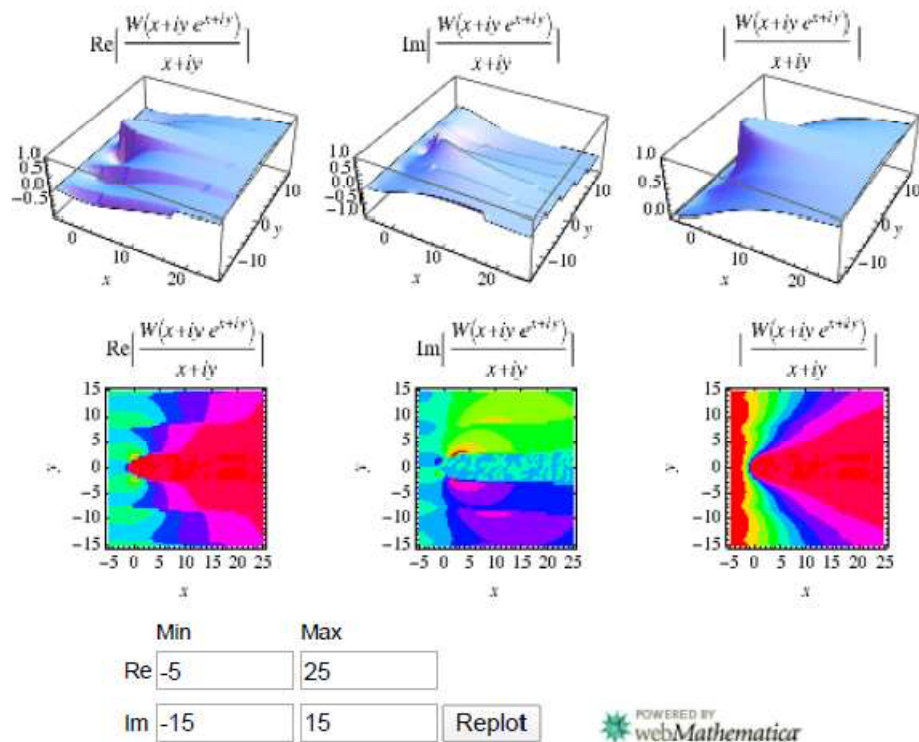 Re[W(x+iy e^(x+iy))/(x+iy)] Im[W(x+iy e^(x+iy))/(x+iy)] |W(x+iy e^(x+iy))/(x+iy)|
1.0 0.5 0.0 −0.5 0 10 20 x −10 0 10 y
1.0 0.5 0.0 −0.5 −1.0 0 10 20 x −10 0 10 y
1.0 0.5 0.0 0 10 20 x −10 0 10 y
Re[W(x+iy e^(x+iy))/(x+iy)] Im[W(x+iy e^(x+iy))/(x+iy)] |W(x+iy e^(x+iy))/(x+iy)|
15 10 5 0 −5 −10 −15 y −5 0 5 10 15 20 25 x
15 10 5 0 −5 −10 −15 y −5 0 5 10 15 20 25 x
15 10 5 0 −5 −10 −15 y −5 0 5 10 15 20 25 x
Min Max
Re -5 25
Im -15 15 Replot
POWERED BY
webMathematica